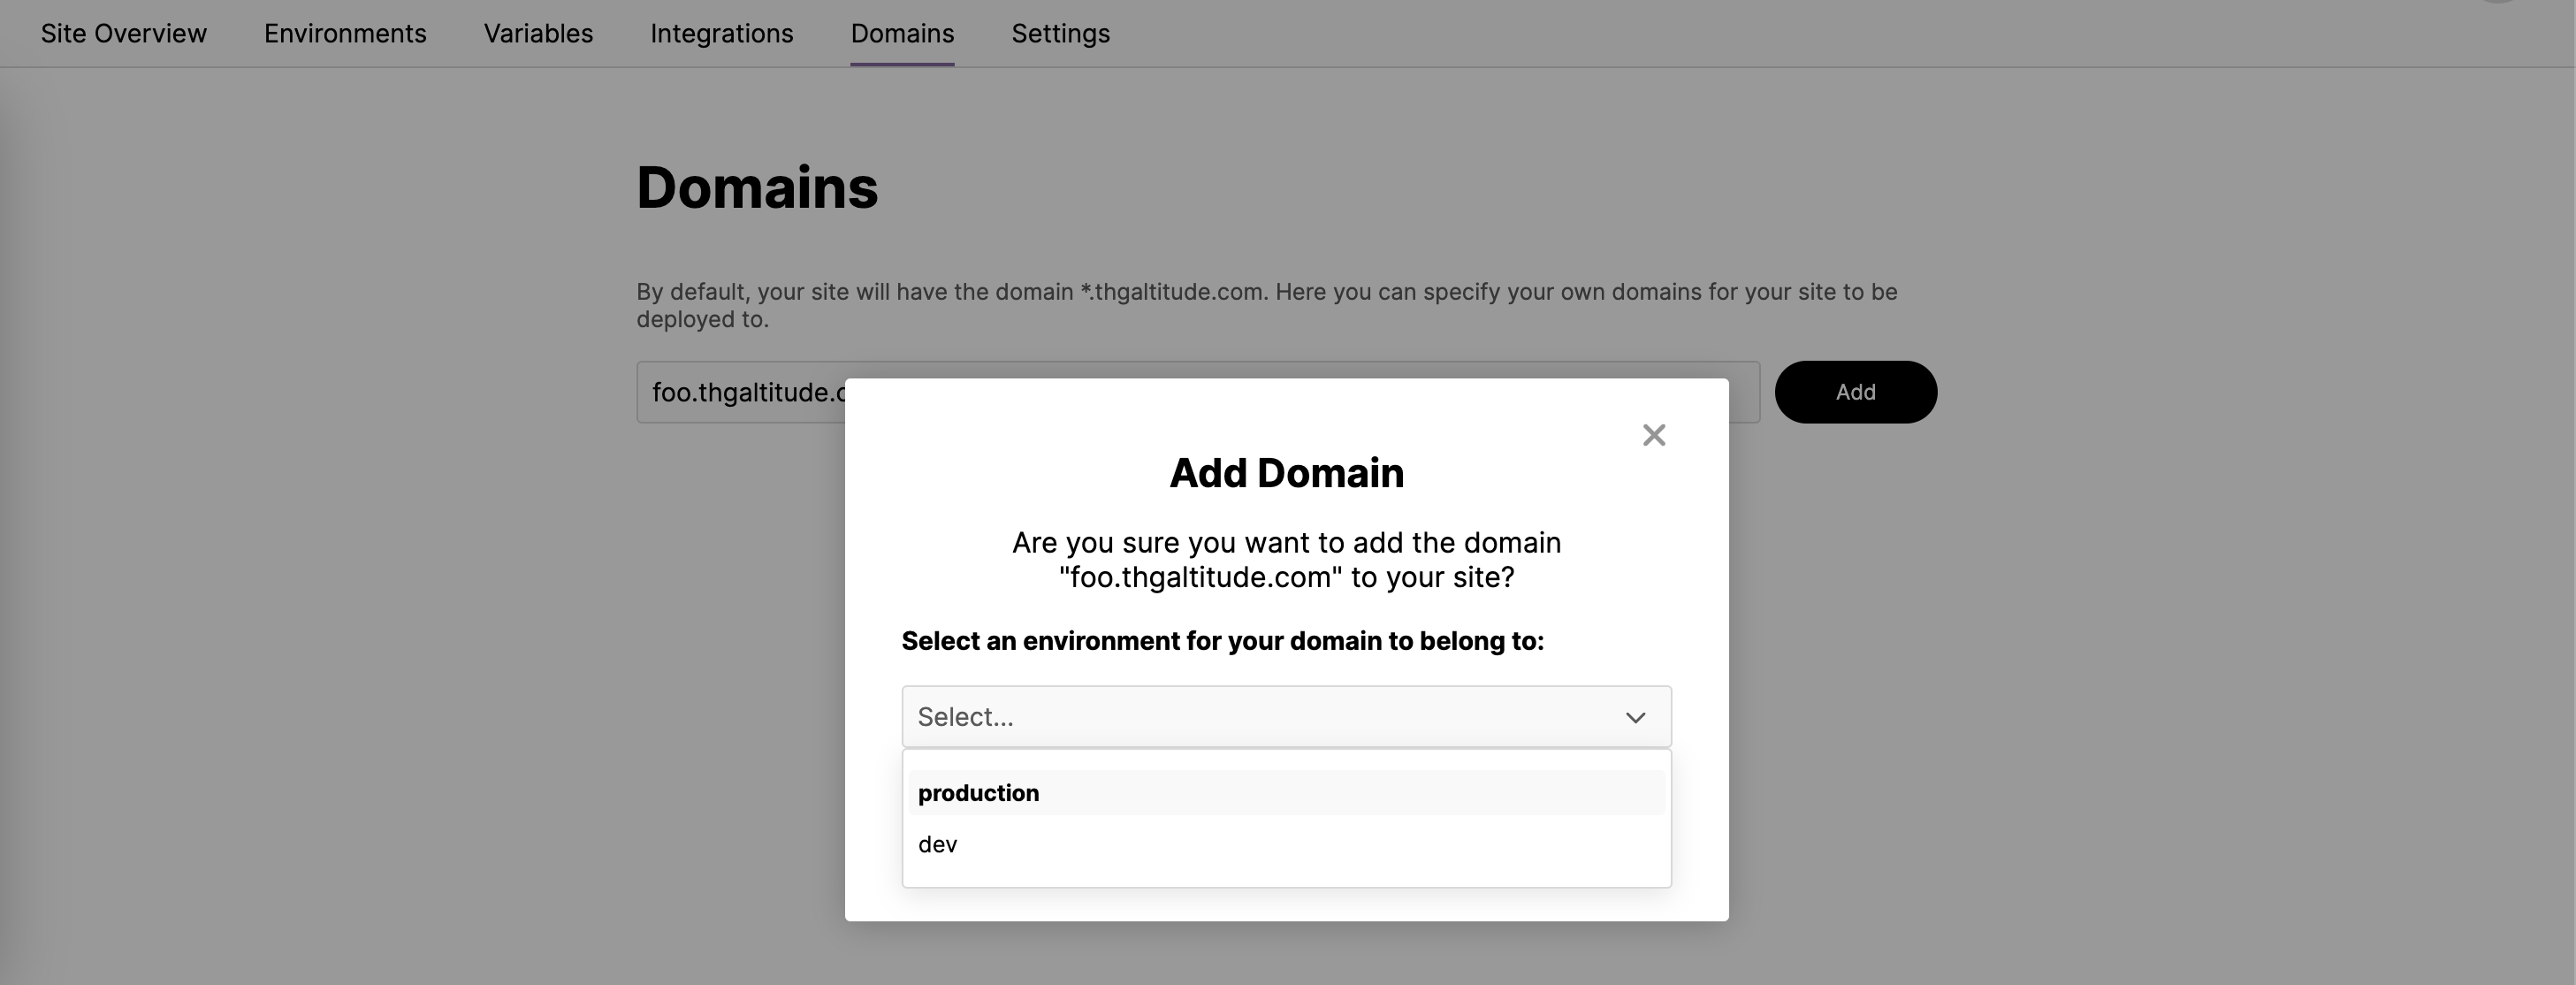 Site Overview Environments Variables Integrations Domains Settings
Domains
By default, your site will have the domain *.thgaltitude.com. Here you can specify your own domains for your site to be
deployed to.
foo.thgaltitude.c
Add
Add Domain
Are you sure you want to add the domain
"foo.thgaltitude.com" to your site?
Select an environment for your domain to belong to:
Select...
production
dev